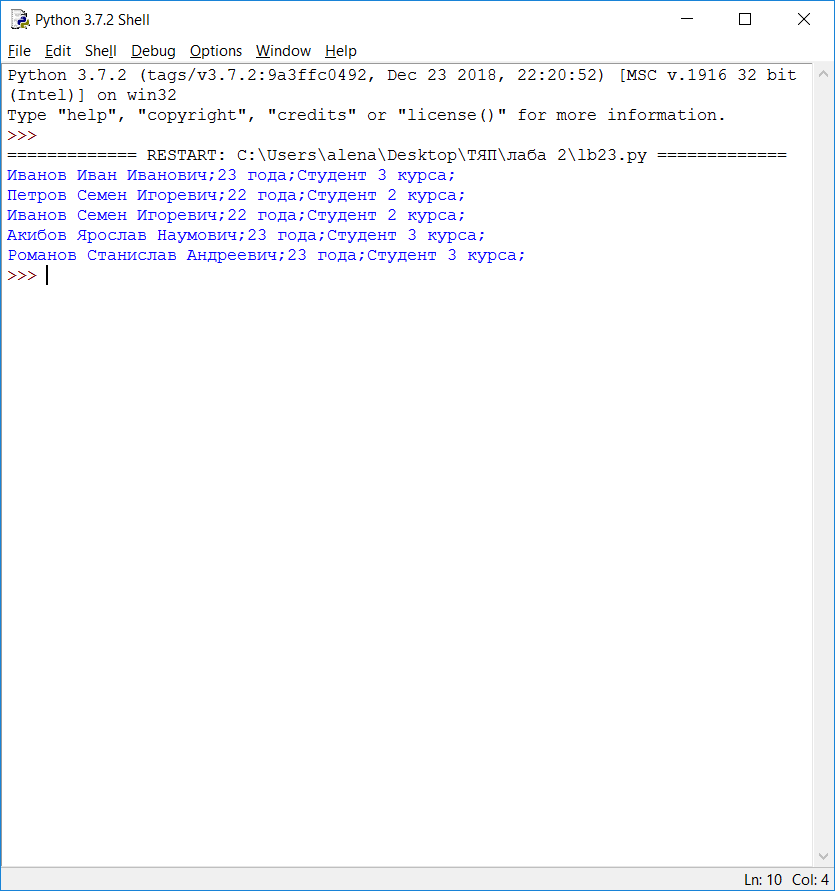 Python 3.7.2 Shell
File Edit Shell Debug Options Window Help
Python 3.7.2 (tags/v3.7.2:9a3ffc0492, Dec 23 2018, 22:20:52) [MSC v.1916 32 bit
(Intel)] on win32
Type "help", "copyright", "credits" or "license()" for more information.
>>>
============= RESTART: C:\Users\alena\Desktop\ТЯП\лаба 2\lb23.py =============
Иванов Иван Иванович;23 года;Студент 3 курса;
Петров Семен Игоревич;22 года;Студент 2 курса;
Иванов Семен Игоревич;22 года;Студент 2 курса;
Акибов Ярослав Наумович;23 года;Студент 3 курса;
Романов Станислав Андреевич;23 года;Студент 3 курса;
>>>
Ln: 10 Col: 4